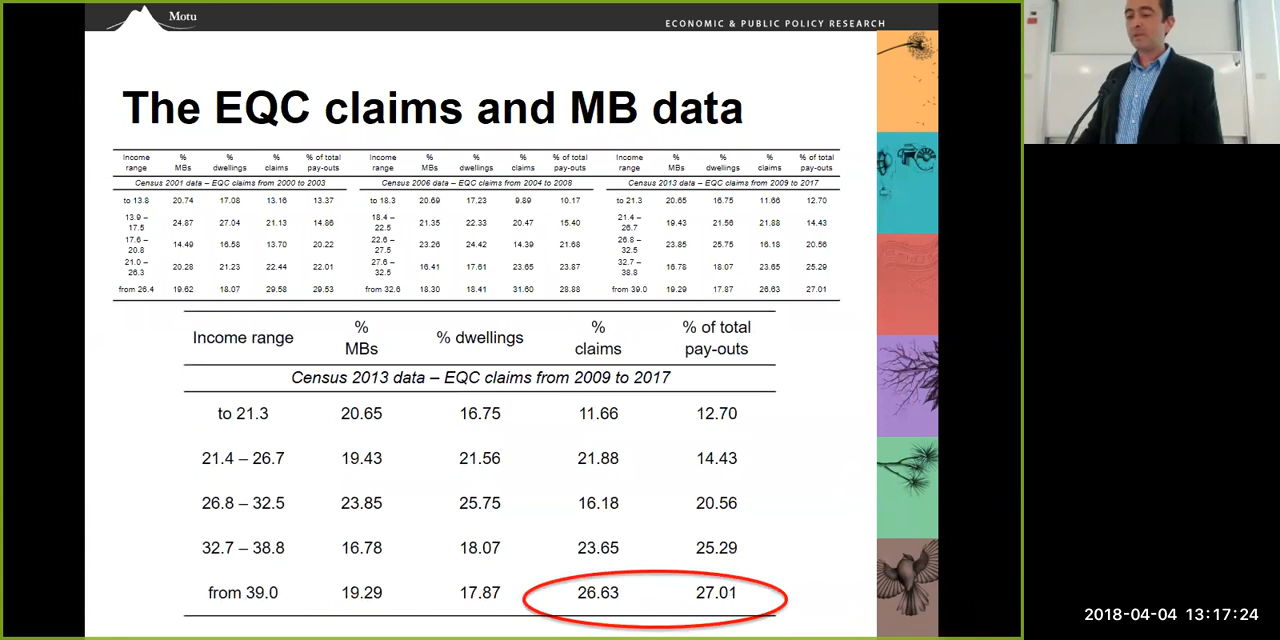 Motu
ECONOMIC & PUBLIC POLICY RESEARCH
The EQC claims and MB data
Income range % MBs % dwellings % claims % of total pay-outs Income range % MBs % dwellings % claims % of total pay-outs Income range % MBs % dwellings % claims % of total pay-outs
Census 2001 data – EQC claims from 2000 to 2003 Census 2006 data – EQC claims from 2004 to 2008 Census 2013 data – EQC claims from 2009 to 2017
to 13.8 20.74 17.08 13.16 13.37 to 18.3 20.69 17.23 9.89 10.17 to 21.3 20.65 16.75 11.66 12.70
13.9 – 17.5 24.87 27.04 21.13 14.86 18.4 – 22.5 21.35 22.33 20.47 15.40 21.4 – 26.7 19.43 21.56 21.88 14.43
17.6 – 20.8 14.49 16.58 13.70 20.22 22.6 – 27.5 23.26 24.42 14.39 21.68 26.8 – 32.5 23.85 25.75 16.18 20.56
21.0 – 26.3 20.28 21.23 22.44 22.01 27.6 – 32.5 16.41 17.61 23.65 23.87 32.7 – 38.8 16.78 18.07 23.65 25.29
from 26.4 19.62 18.07 29.58 29.53 from 32.6 18.30 18.41 31.60 28.88 from 39.0 19.29 17.87 26.63 27.01
Income range % MBs % dwellings % claims % of total pay-outs
Census 2013 data – EQC claims from 2009 to 2017
to 21.3 20.65 16.75 11.66 12.70
21.4 – 26.7 19.43 21.56 21.88 14.43
26.8 – 32.5 23.85 25.75 16.18 20.56
32.7 – 38.8 16.78 18.07 23.65 25.29
from 39.0 19.29 17.87 26.63 27.01
2018-04-04 13:17:24